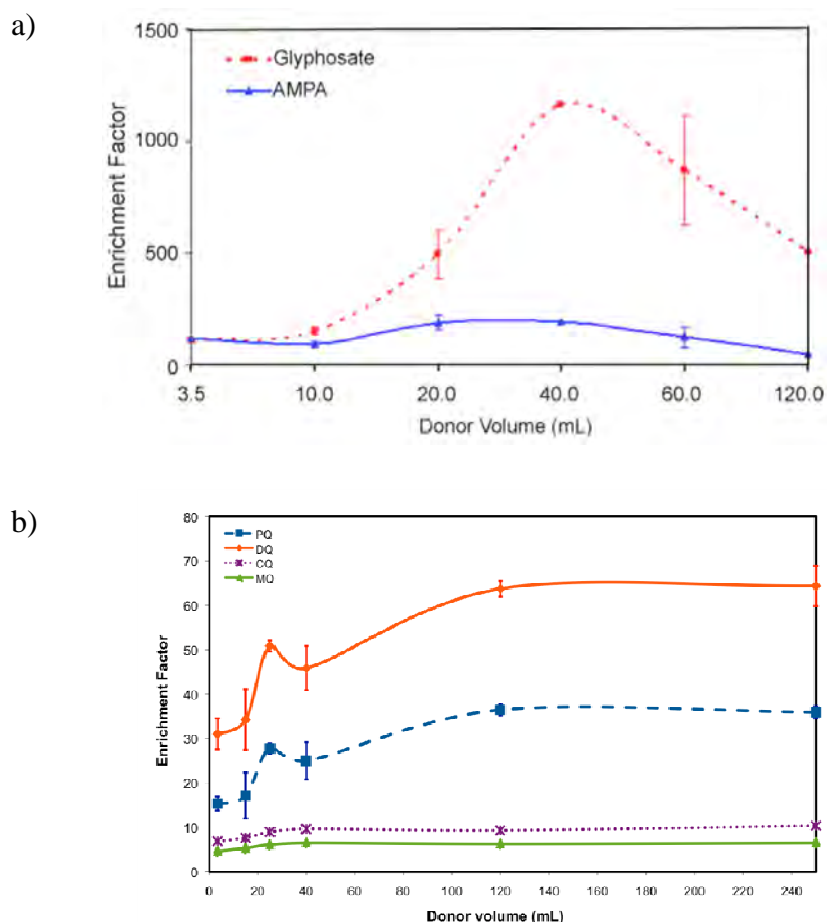 a)
1500
Glyphosate
AMPA
1000
500
0
Enrichment Factor
3.5 10.0 20.0 40.0 60.0 120.0
Donor Volume (mL)
b)
80
PQ
DQ
CQ
MQ
70
60
50
40
30
20
10
0
Enrichment Factor
0 20 40 60 80 100 120 140 160 180 200 220 240
Donor volume (mL)